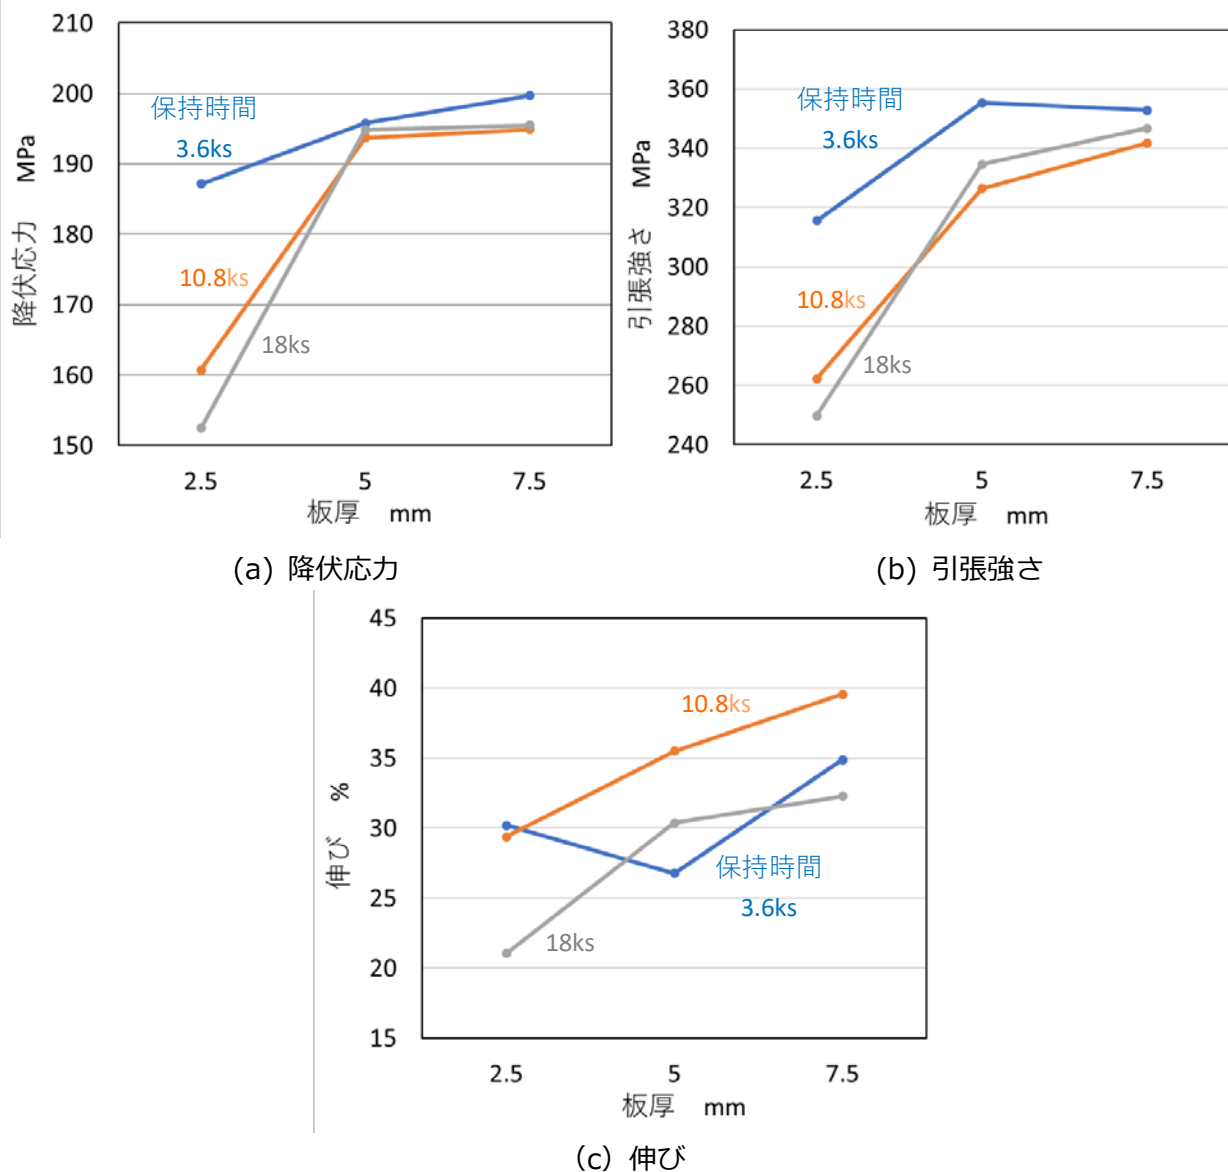 210
200
190
180
170
160
150
降伏応力 MPa
保持時間
3.6ks
10.8ks
18ks
2.5 5 7.5
板厚 mm
(a) 降伏応力
380
360
340
320
300
280
260
240
引張強さ MPa
保持時間
3.6ks
10.8ks
18ks
2.5 5 7.5
板厚 mm
(b) 引張強さ
45
40
35
30
25
20
15
伸び %
10.8ks
保持時間
3.6ks
18ks
2.5 5 7.5
板厚 mm
(c) 伸び